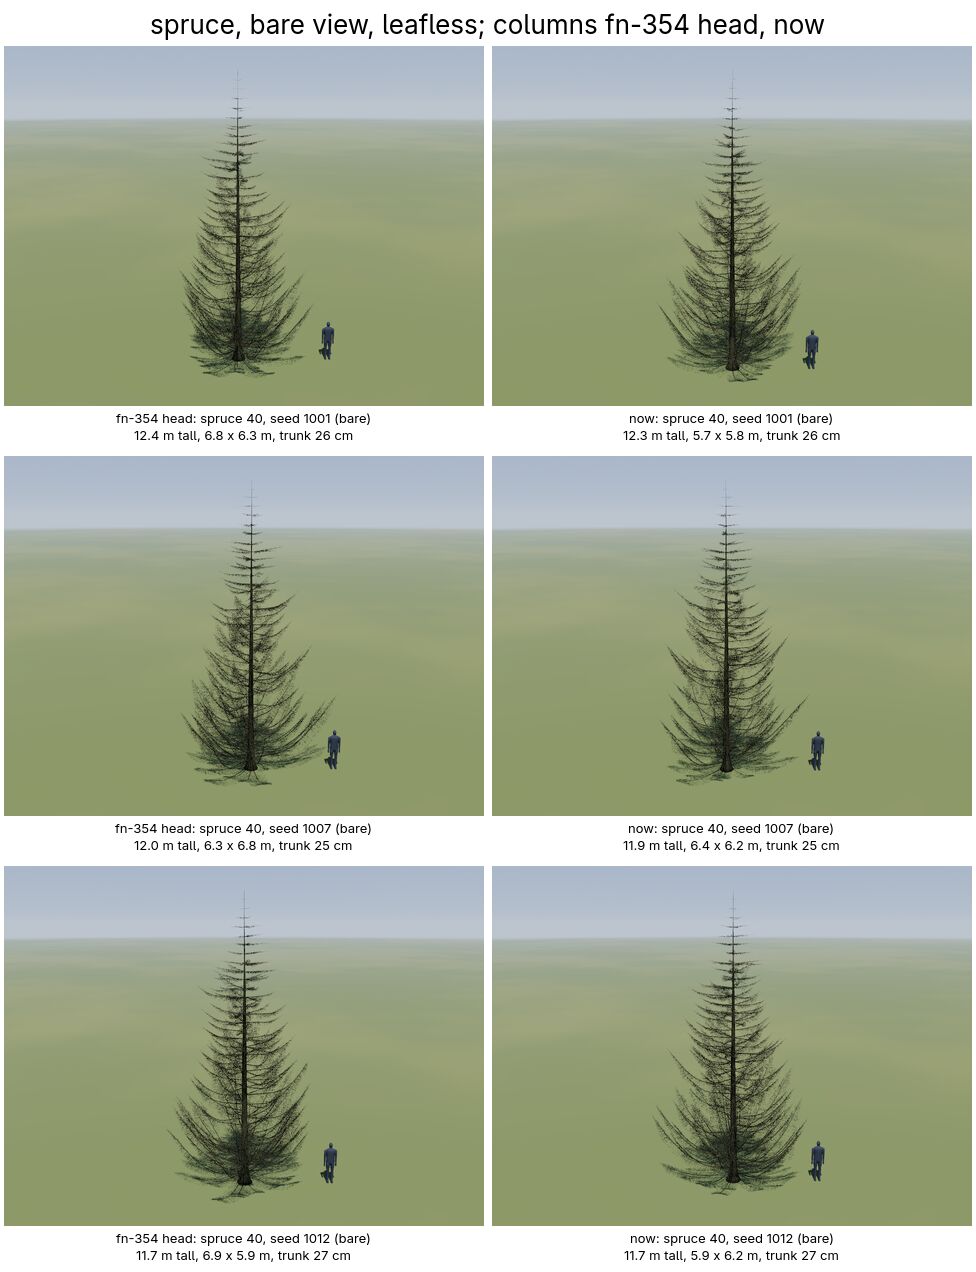 spruce, bare view, leafless; columns fn-354 head, now
fn-354 head: spruce 40, seed 1001 (bare)
12.4 m tall, 6.8 x 6.3 m, trunk 26 cm
now: spruce 40, seed 1001 (bare)
12.3 m tall, 5.7 x 5.8 m, trunk 26 cm
fn-354 head: spruce 40, seed 1007 (bare)
12.0 m tall, 6.3 x 6.8 m, trunk 25 cm
now: spruce 40, seed 1007 (bare)
11.9 m tall, 6.4 x 6.2 m, trunk 25 cm
fn-354 head: spruce 40, seed 1012 (bare)
11.7 m tall, 6.9 x 5.9 m, trunk 27 cm
now: spruce 40, seed 1012 (bare)
11.7 m tall, 5.9 x 6.2 m, trunk 27 cm